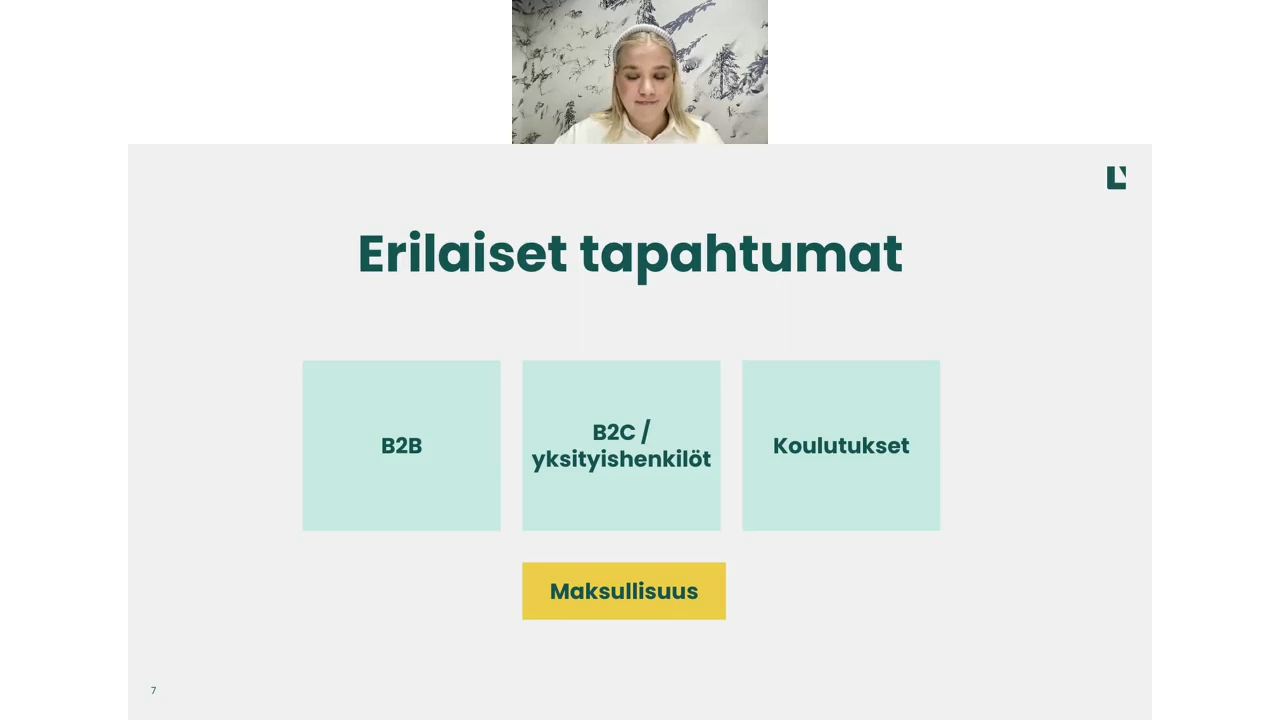 Erilaiset tapahtumat
B2B
B2C /
yksityishenkilöt
Koulutukset
Maksullisuus
7